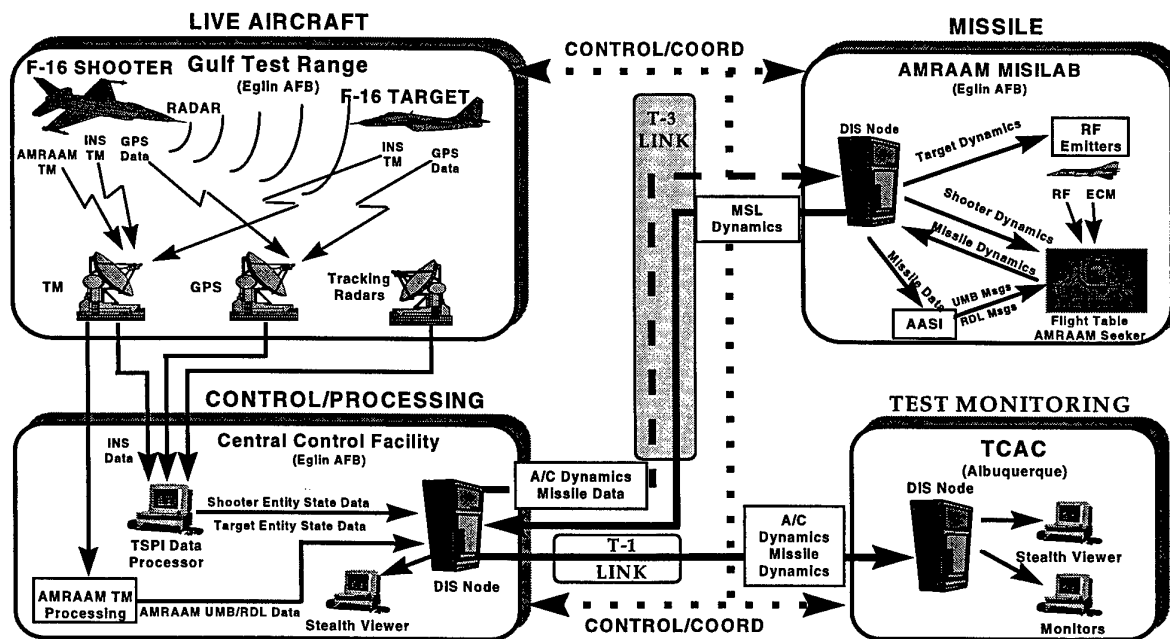 LIVE AIRCRAFT
F-16 SHOOTER
Gulf Test Range
(Eglin AFB)
F-16 TARGET
RADAR
AMRAAM
TM
INS
TM
GPS
Data
INS
TM
GPS
Data
TM
GPS
Tracking
Radars
CONTROL/COORD
T-3
LINK
MSL
Dynamics
MISSILE
AMRAAM MISILAB
(Eglin AFB)
DIS Node
Target Dynamics
RF
Emitters
RF
ECM
Shooter Dynamics
Missile Dynamics
Missile Data
AASI
UMB Msgs
RDL Msgs
Flight Table
AMRAAM Seeker
CONTROL/PROCESSING
Central Control Facility
(Eglin AFB)
INS
Data
TSPI Data
Processor
Shooter Entity State Data
Target Entity State Data
A/C Dynamics
Missile Data
AMRAAM TM
Processing
AMRAAM UMB/RDL Data
Stealth Viewer
DIS Node
T-1
LINK
CONTROL/COORD
A/C
Dynamics
Missile
Dynamics
TEST MONITORING
TCAC
(Albuquerque)
DIS Node
Stealth Viewer
Monitors